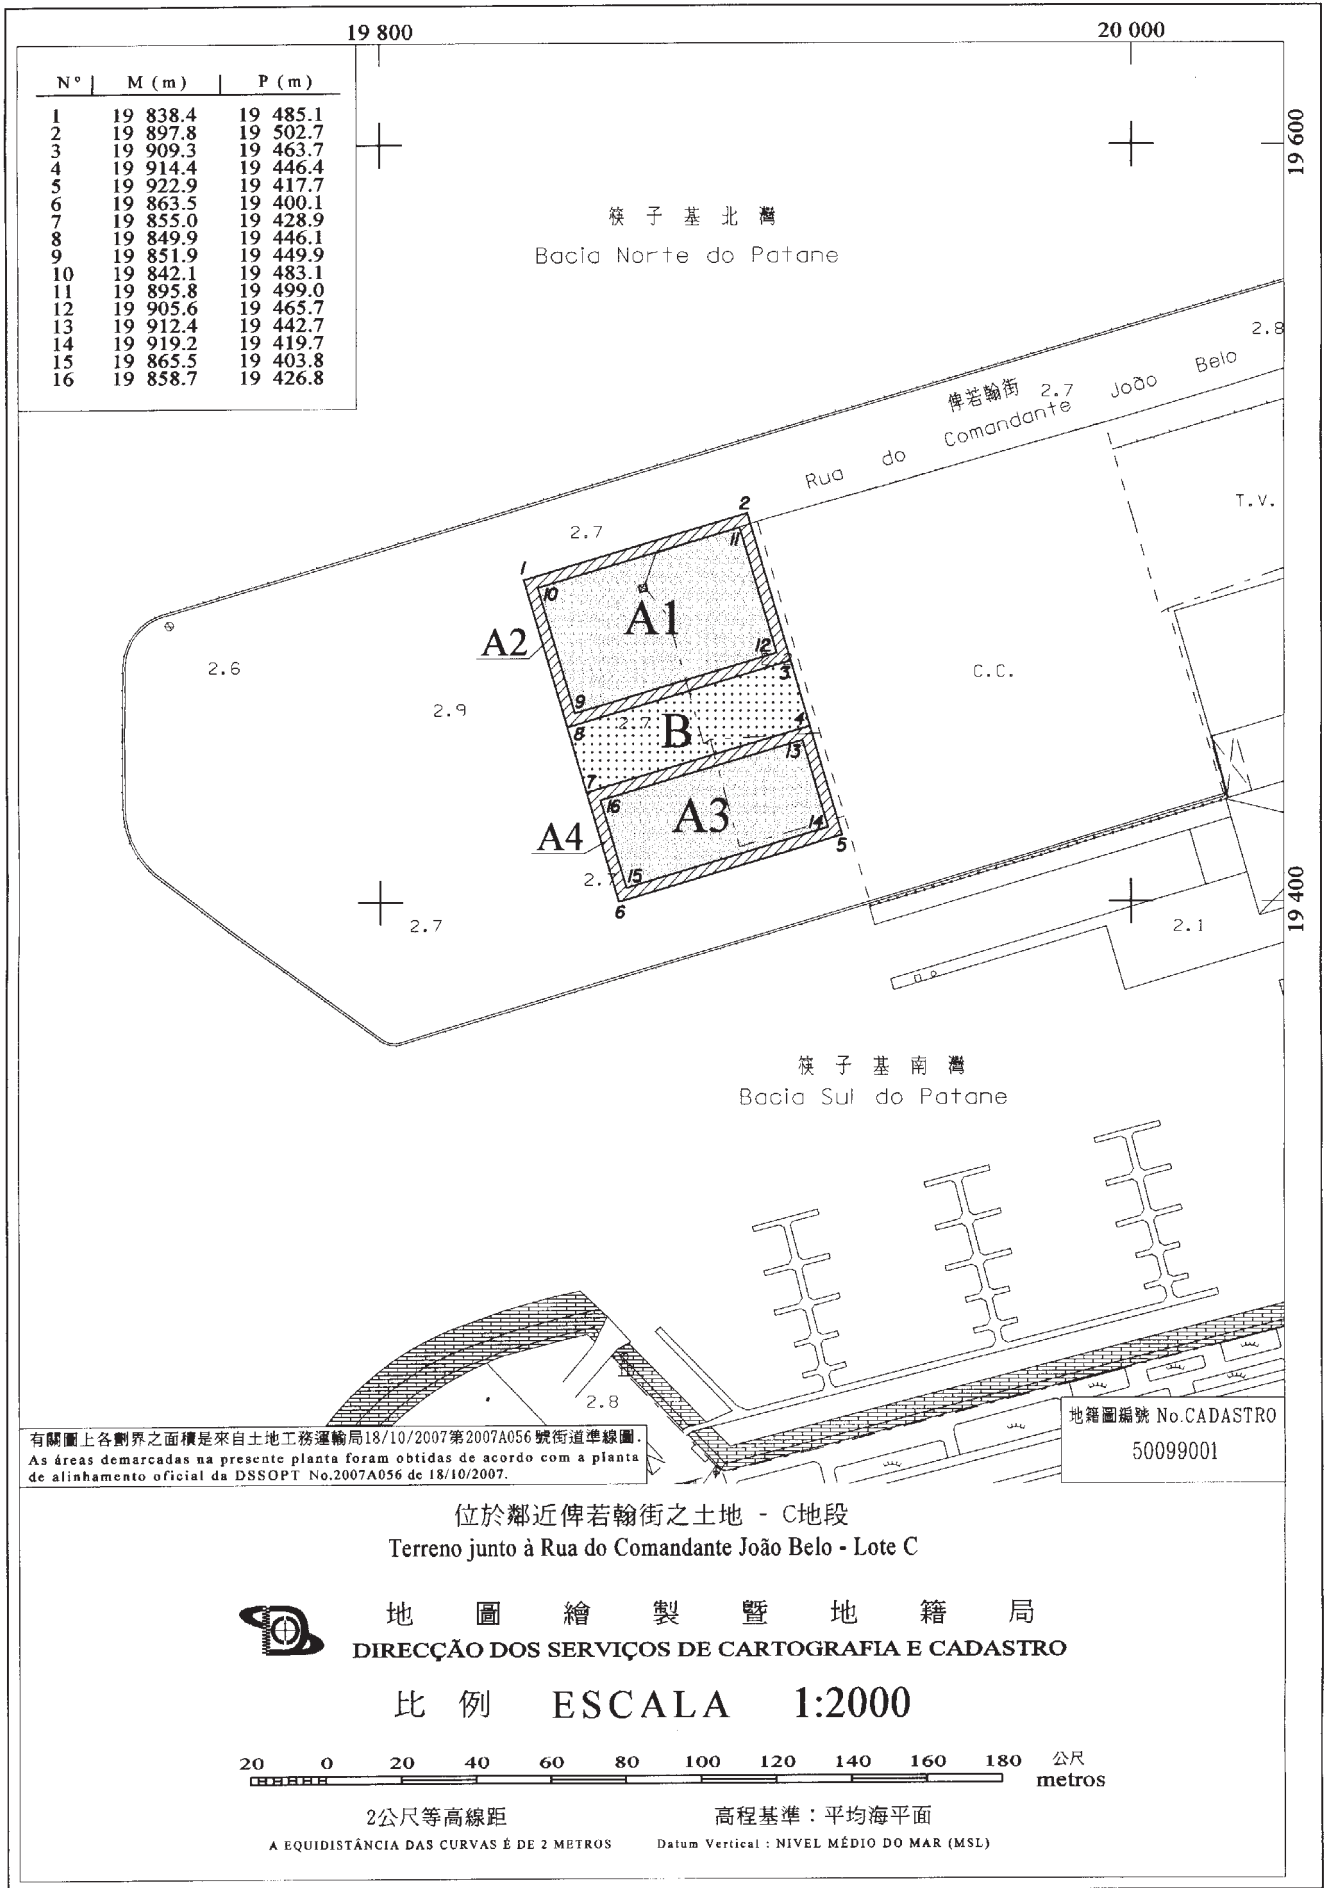 19 800
20 000
N° M (m) P (m)
1 19 838.4 19 485.1
2 19 897.8 19 502.7
3 19 909.3 19 463.7
4 19 914.4 19 446.4
5 19 922.9 19 417.7
6 19 863.5 19 400.1
7 19 855.0 19 428.9
8 19 849.9 19 446.1
9 19 851.9 19 449.9
10 19 842.1 19 483.1
11 19 895.8 19 499.0
12 19 905.6 19 465.7
13 19 912.4 19 442.7
14 19 919.2 19 419.7
15 19 865.5 19 403.8
16 19 858.7 19 426.8
19 600
筷子基北灣
Bacia Norte do Patane
2.8
俾若翰街 2.7
Rua do Comandante João Belo
T.V.
2.7
2
11
1
10
A1
A2
12
3
2.6
2.9
C.C.
9
8
2.7
B
4
13
7
16
A3
A4
14
5
2.7
15
6
19 400
2.7
2.1
筷子基南灣
Bacia Sul do Patane
2.8
地籍圖編號 No.CADASTRO
50099001
有關圖上各劃界之面積是來自土地工務運輸局18/10/2007第2007A056號街道準線圖.
As áreas demarcadas na presente planta foram obtidas de acordo com a planta
de alinhamento oficial da DSSOPT No.2007A056 de 18/10/2007.
位於鄰近俾若翰街之土地 - C地段
Terreno junto à Rua do Comandante João Belo - Lote C
地圖繪製暨地籍局
DIRECÇÃO DOS SERVIÇOS DE CARTOGRAFIA E CADASTRO
比例 ESCALA 1:2000
20 0 20 40 60 80 100 120 140 160 180 公尺
metros
2公尺等高線距 高程基準：平均海平面
A EQUIDISTÂNCIA DAS CURVAS É DE 2 METROS Datum Vertical : NIVEL MÉDIO DO MAR (MSL)